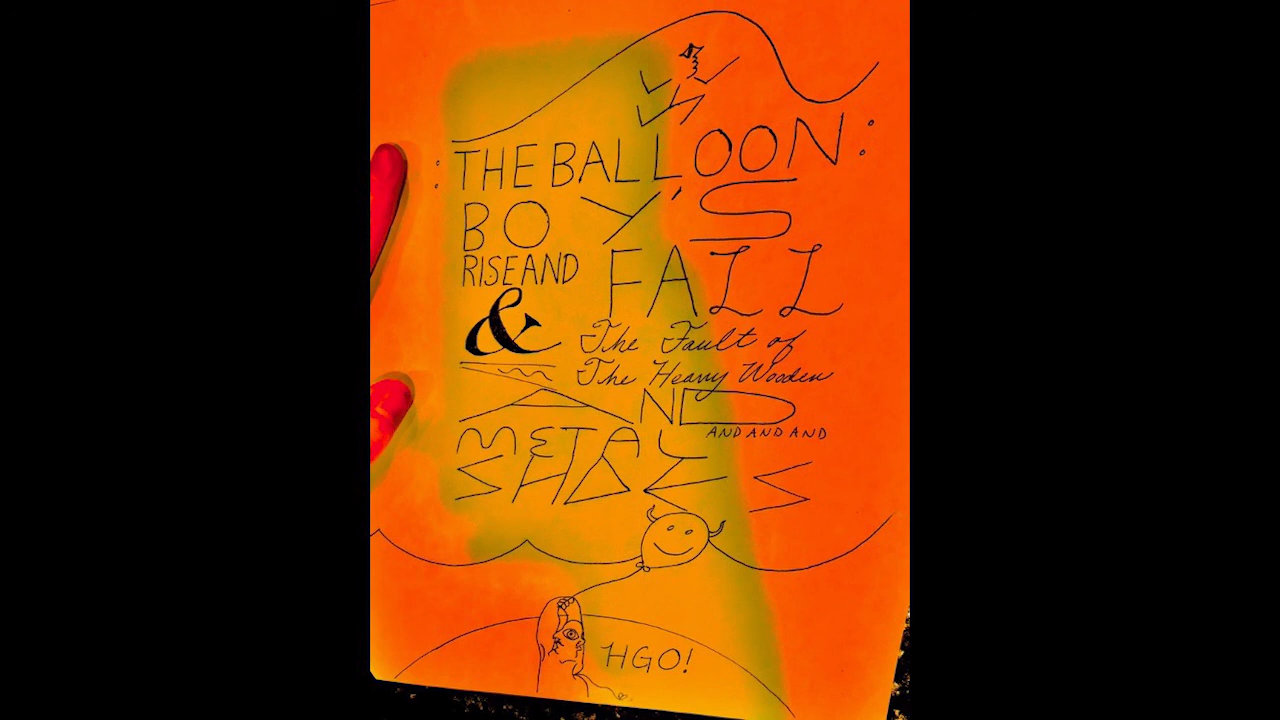 : THE BALLOON :
BOY'S
RISE AND FALL
& The Fault of
The Heavy Wooden
AND
AND AND AND
METAL
SHOES
HGO!